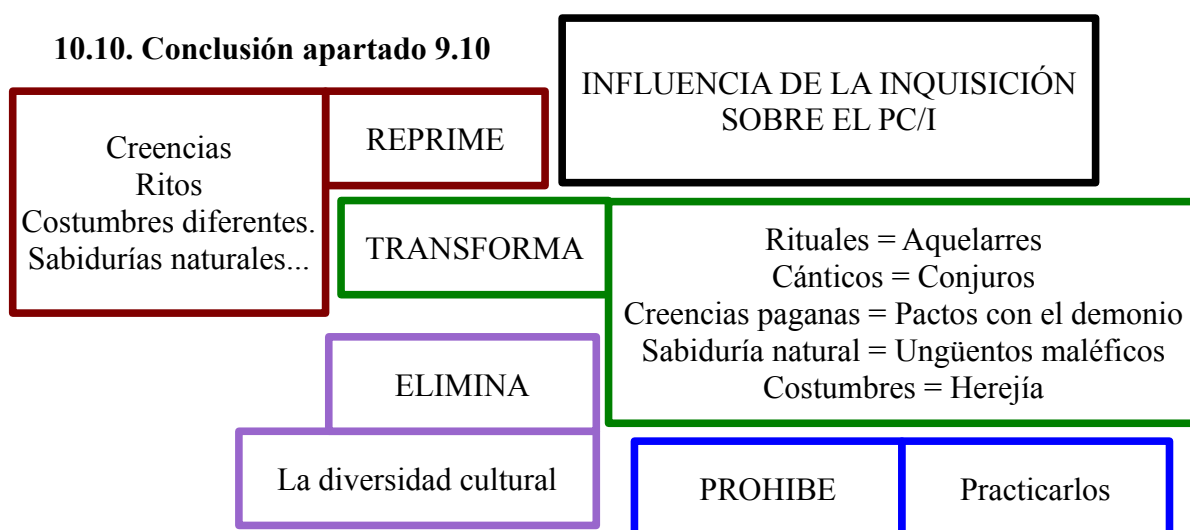 10.10. Conclusión apartado 9.10
INFLUENCIA DE LA INQUISICIÓN
SOBRE EL PC/I
Creencias
Ritos
Costumbres diferentes.
Sabidurías naturales...
REPRIME
TRANSFORMA
Rituales = Aquelarres
Cánticos = Conjuros
Creencias paganas = Pactos con el demonio
Sabiduría natural = Ungüentos maléficos
Costumbres = Herejía
ELIMINA
La diversidad cultural
PROHIBE
Practicarlos